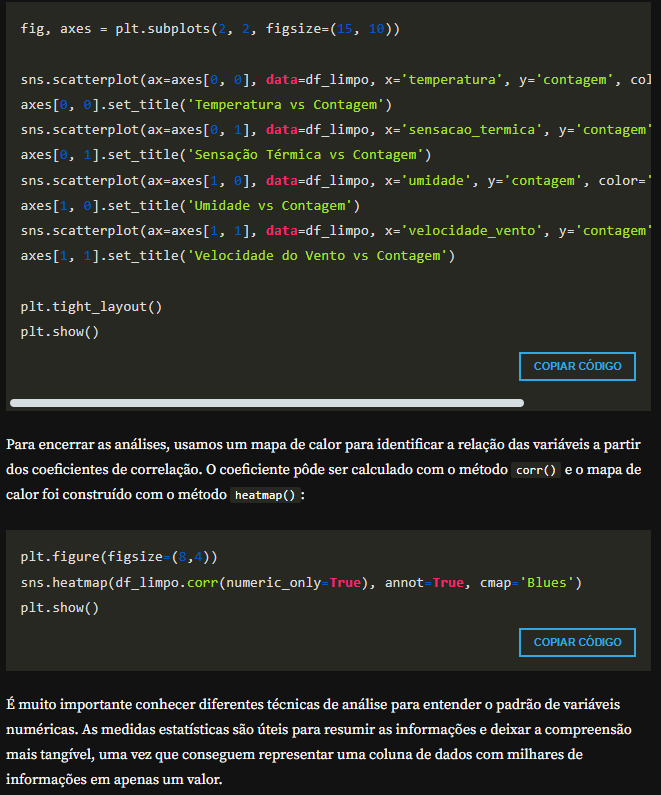 fig, axes = plt.subplots(2, 2, figsize=(15, 10))
sns.scatterplot(ax=axes[0, 0], data=df_limpo, x='temperatura', y='contagem', col
axes[0, 0].set_title('Temperatura vs Contagem')
sns.scatterplot(ax=axes[0, 1], data=df_limpo, x='sensacao_termica', y='contagem'
axes[0, 1].set_title('Sensação Térmica vs Contagem')
sns.scatterplot(ax=axes[1, 0], data=df_limpo, x='umidade', y='contagem', color='
axes[1, 0].set_title('Umidade vs Contagem')
sns.scatterplot(ax=axes[1, 1], data=df_limpo, x='velocidade_vento', y='contagem'
axes[1, 1].set_title('Velocidade do Vento vs Contagem')
plt.tight_layout()
plt.show()
COPIAR CÓDIGO
Para encerrar as análises, usamos um mapa de calor para identificar a relação das variáveis a partir
dos coeficientes de correlação. O coeficiente pôde ser calculado com o método corr() e o mapa de
calor foi construído com o método heatmap():
plt.figure(figsize=(8,4))
sns.heatmap(df_limpo.corr(numeric_only=True), annot=True, cmap='Blues')
plt.show()
COPIAR CÓDIGO
É muito importante conhecer diferentes técnicas de análise para entender o padrão de variáveis
numéricas. As medidas estatísticas são úteis para resumir as informações e deixar a compreensão
mais tangível, uma vez que conseguem representar uma coluna de dados com milhares de
informações em apenas um valor.